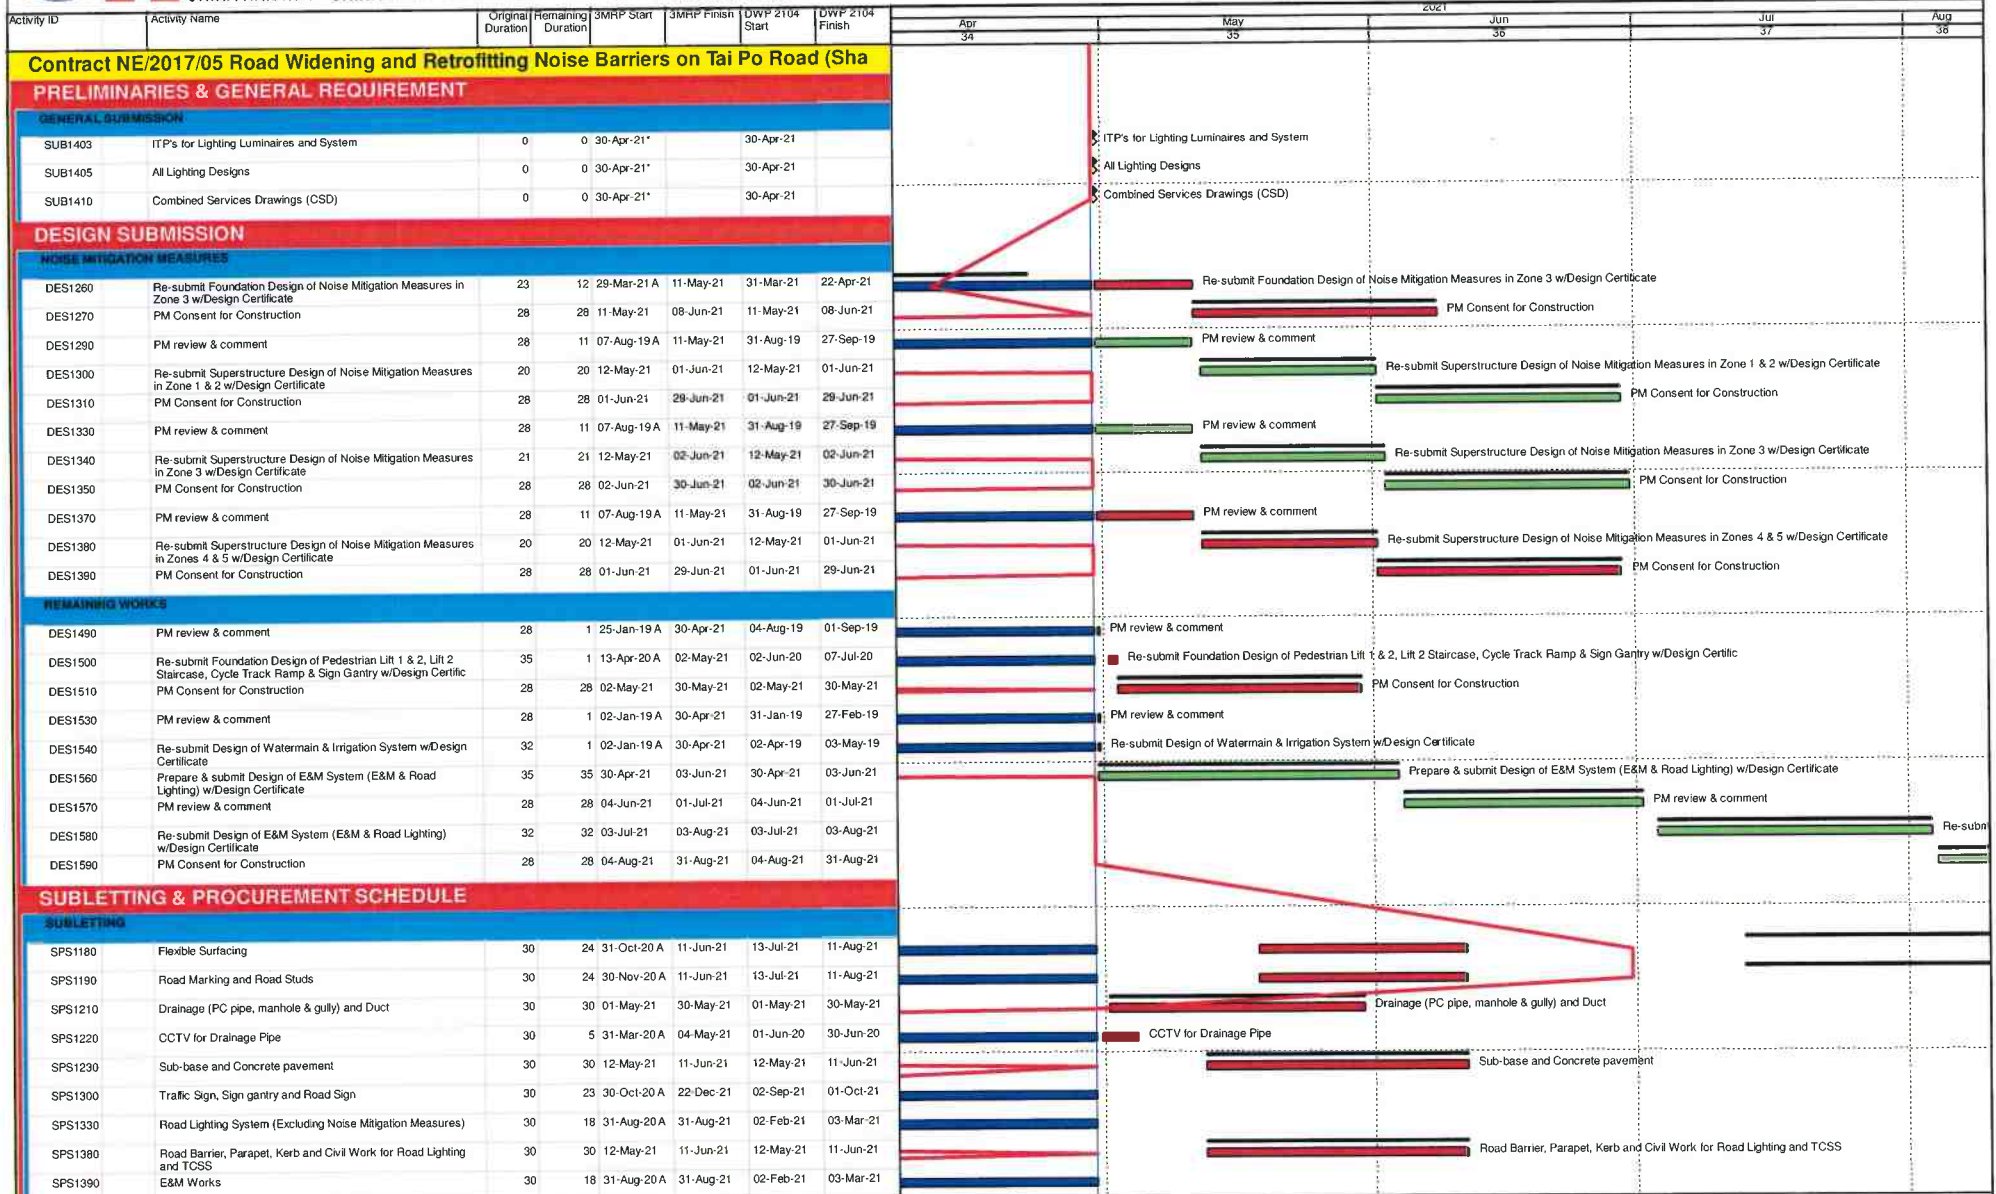 2021
Activity ID Activity Name Original Duration Remaining Duration 3MRP Start 3MRP Finish DWP 2104 Start DWP 2104 Finish Apr May Jun Jul Aug
34 35 36 37 38
Contract NE/2017/05 Road Widening and Retrofitting Noise Barriers on Tai Po Road (Sha
PRELIMINARIES & GENERAL REQUIREMENT
GENERAL SUBMISSION
SUB1403 ITP's for Lighting Luminaires and System 0 0 30-Apr-21* 30-Apr-21 ITP's for Lighting Luminaires and System
SUB1405 All Lighting Designs 0 0 30-Apr-21* 30-Apr-21 All Lighting Designs
SUB1410 Combined Services Drawings (CSD) 0 0 30-Apr-21* 30-Apr-21 Combined Services Drawings (CSD)
DESIGN SUBMISSION
NOISE MITIGATION MEASURES
DES1260 Re-submit Foundation Design of Noise Mitigation Measures in 23 12 29-Mar-21 A 11-May-21 31-Mar-21 22-Apr-21 Re-submit Foundation Design of Noise Mitigation Measures in Zone 3 w/Design Certificate
Zone 3 w/Design Certificate
DES1270 PM Consent for Construction 28 28 11-May-21 08-Jun-21 11-May-21 08-Jun-21 PM Consent for Construction
DES1290 PM review & comment 28 11 07-Aug-19 A 11-May-21 31-Aug-19 27-Sep-19 PM review & comment
DES1300 Re-submit Superstructure Design of Noise Mitigation Measures 20 20 12-May-21 01-Jun-21 12-May-21 01-Jun-21 Re-submit Superstructure Design of Noise Mitigation Measures in Zone 1 & 2 w/Design Certificate
in Zone 1 & 2 w/Design Certificate
DES1310 PM Consent for Construction 28 28 01-Jun-21 29-Jun-21 01-Jun-21 29-Jun-21 PM Consent for Construction
DES1330 PM review & comment 28 11 07-Aug-19 A 11-May-21 31-Aug-19 27-Sep-19 PM review & comment
DES1340 Re-submit Superstructure Design of Noise Mitigation Measures 21 21 12-May-21 02-Jun-21 12-May-21 02-Jun-21 Re-submit Superstructure Design of Noise Mitigation Measures in Zone 3 w/Design Certificate
in Zone 3 w/Design Certificate
DES1350 PM Consent for Construction 28 28 02-Jun-21 30-Jun-21 02-Jun-21 30-Jun-21 PM Consent for Construction
DES1370 PM review & comment 28 11 07-Aug-19 A 11-May-21 31-Aug-19 27-Sep-19 PM review & comment
DES1380 Re-submit Superstructure Design of Noise Mitigation Measures 20 20 12-May-21 01-Jun-21 12-May-21 01-Jun-21 Re-submit Superstructure Design of Noise Mitigation Measures in Zones 4 & 5 w/Design Certificate
in Zones 4 & 5 w/Design Certificate
DES1390 PM Consent for Construction 28 28 01-Jun-21 29-Jun-21 01-Jun-21 29-Jun-21 PM Consent for Construction
REMAINING WORKS
DES1490 PM review & comment 28 1 25-Jan-19 A 30-Apr-21 04-Aug-19 01-Sep-19 PM review & comment
DES1500 Re-submit Foundation Design of Pedestrian Lift 1 & 2, Lift 2 35 1 13-Apr-20 A 02-May-21 02-Jun-20 07-Jul-20 Re-submit Foundation Design of Pedestrian Lift 1 & 2, Lift 2 Staircase, Cycle Track Ramp & Sign Gantry w/Design Certific
Staircase, Cycle Track Ramp & Sign Gantry w/Design Certific
DES1510 PM Consent for Construction 28 28 02-May-21 30-May-21 02-May-21 30-May-21 PM Consent for Construction
DES1530 PM review & comment 28 1 02-Jan-19 A 30-Apr-21 31-Jan-19 27-Feb-19 PM review & comment
DES1540 Re-submit Design of Watermain & Irrigation System w/Design 32 1 02-Jan-19 A 30-Apr-21 02-Apr-19 03-May-19 Re-submit Design of Watermain & Irrigation System w/Design Certificate
Certificate
DES1560 Prepare & submit Design of E&M System (E&M & Road 35 35 30-Apr-21 03-Jun-21 30-Apr-21 03-Jun-21 Prepare & submit Design of E&M System (E&M & Road Lighting) w/Design Certificate
Lighting) w/Design Certificate
DES1570 PM review & comment 28 28 04-Jun-21 01-Jul-21 04-Jun-21 01-Jul-21 PM review & comment
DES1580 Re-submit Design of E&M System (E&M & Road Lighting) 32 32 03-Jul-21 03-Aug-21 03-Jul-21 03-Aug-21 Re-subm
w/Design Certificate
DES1590 PM Consent for Construction 28 28 04-Aug-21 31-Aug-21 04-Aug-21 31-Aug-21
SUBLETTING & PROCUREMENT SCHEDULE
SUBLETTING
SPS1180 Flexible Surfacing 30 24 31-Oct-20 A 11-Jun-21 13-Jul-21 11-Aug-21
SPS1190 Road Marking and Road Studs 30 24 30-Nov-20 A 11-Jun-21 13-Jul-21 11-Aug-21
SPS1210 Drainage (PC pipe, manhole & gully) and Duct 30 30 01-May-21 30-May-21 01-May-21 30-May-21 Drainage (PC pipe, manhole & gully) and Duct
SPS1220 CCTV for Drainage Pipe 30 5 31-Mar-20 A 04-May-21 01-Jun-20 30-Jun-20 CCTV for Drainage Pipe
SPS1230 Sub-base and Concrete pavement 30 30 12-May-21 11-Jun-21 12-May-21 11-Jun-21 Sub-base and Concrete pavement
SPS1300 Traffic Sign, Sign gantry and Road Sign 30 23 30-Oct-20 A 22-Dec-21 02-Sep-21 01-Oct-21
SPS1330 Road Lighting System (Excluding Noise Mitigation Measures) 30 18 31-Aug-20 A 31-Aug-21 02-Feb-21 03-Mar-21
SPS1380 Road Barrier, Parapet, Kerb and Civil Work for Road Lighting 30 30 12-May-21 11-Jun-21 12-May-21 11-Jun-21 Road Barrier, Parapet, Kerb and Civil Work for Road Lighting and TCSS
and TCSS
SPS1390 E&M Works 30 18 31-Aug-20 A 31-Aug-21 02-Feb-21 03-Mar-21